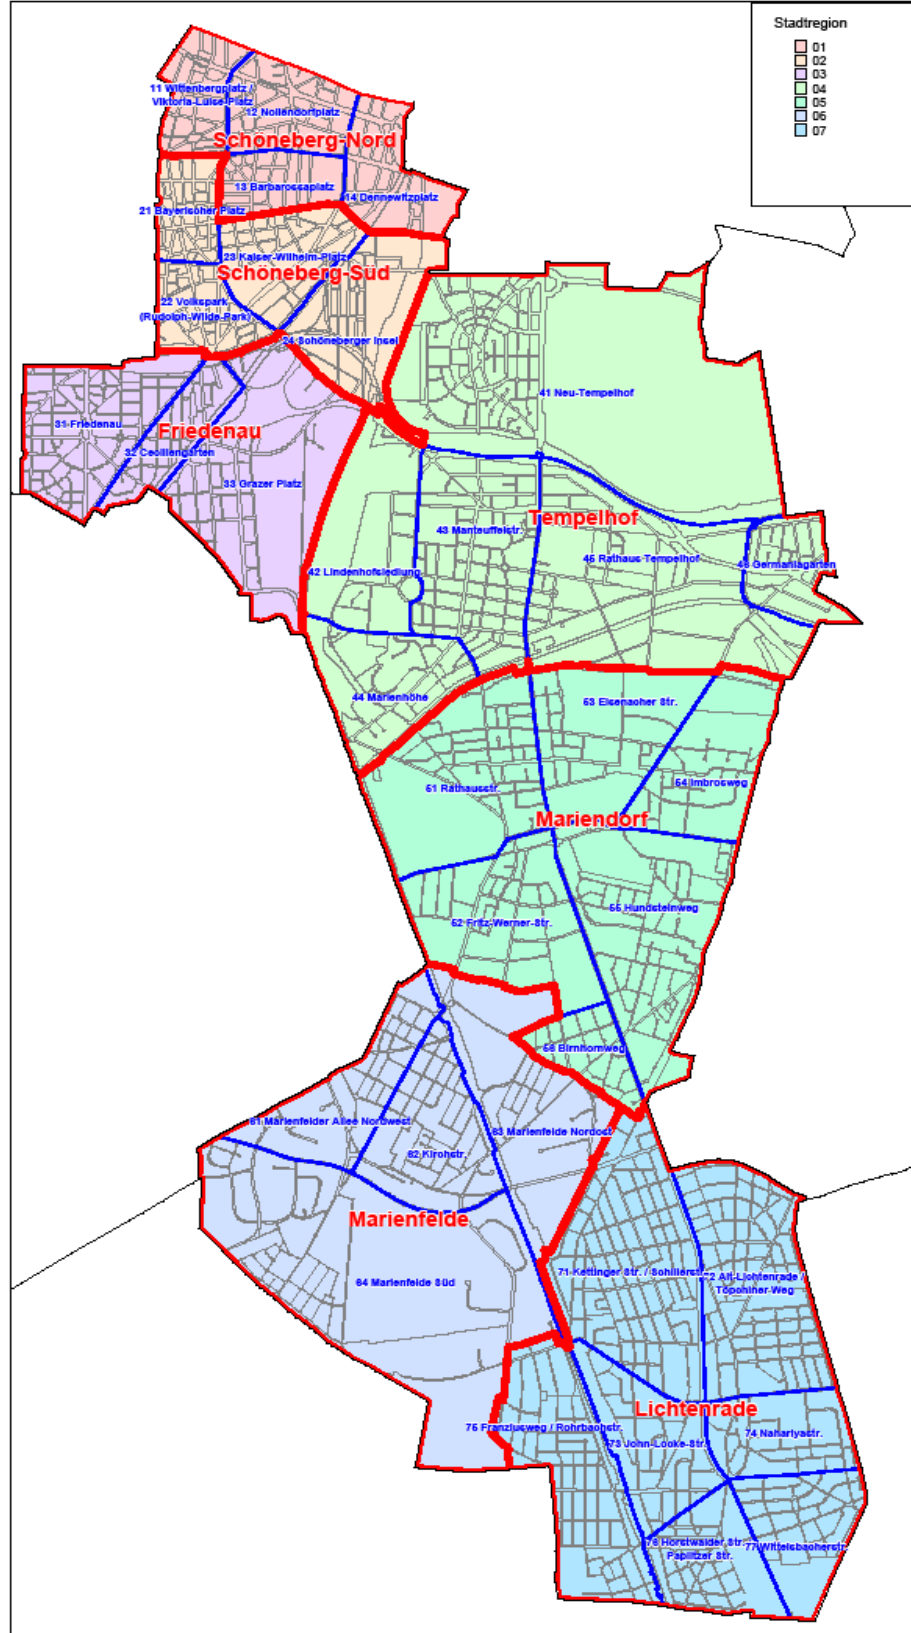 Stadtregion
01
02
03
04
05
06
07
11 Wittenbergplatz /
Viktoria-Luise-Platz
12 Nollendorfplatz
Schöneberg-Nord
13 Barbarossaplatz
14 Dennewitzplatz
21 Bayerischer Platz
23 Kaiser-Wilhelm-Platz
Schöneberg-Süd
22 Volkspark
(Rudolph-Wilde-Park)
24 Schöneberger Insel
41 Neu-Tempelhof
31 Friedenau
Friedenau
32 Ceciliengärten
33 Grazer Platz
Tempelhof
43 Manteuffelstr.
45 Rathaus Tempelhof
46 Germaniagarten
42 Lindenhofsiedlung
44 Marienhöhe
53 Eisenacher Str.
54 Imbrosweg
51 Rathausstr.
Mariendorf
55 Hundsteinweg
52 Fritz-Werner-Str.
56 Birnhornweg
61 Marienfelder Allee Nordwest
63 Marienfelde Nordost
62 Kirchstr.
Marienfelde
64 Marienfelde Süd
71 Kettinger Str. / Schillerstr.
72 Alt-Lichtenrade /
Töpchiner Weg
Lichtenrade
75 Franziusweg / Rohrbachstr.
73 John-Locke-Str.
74 Nahariyastr.
76 Horstwalder Str.
Paplitzer Str.
77 Wittelsbacherstr.